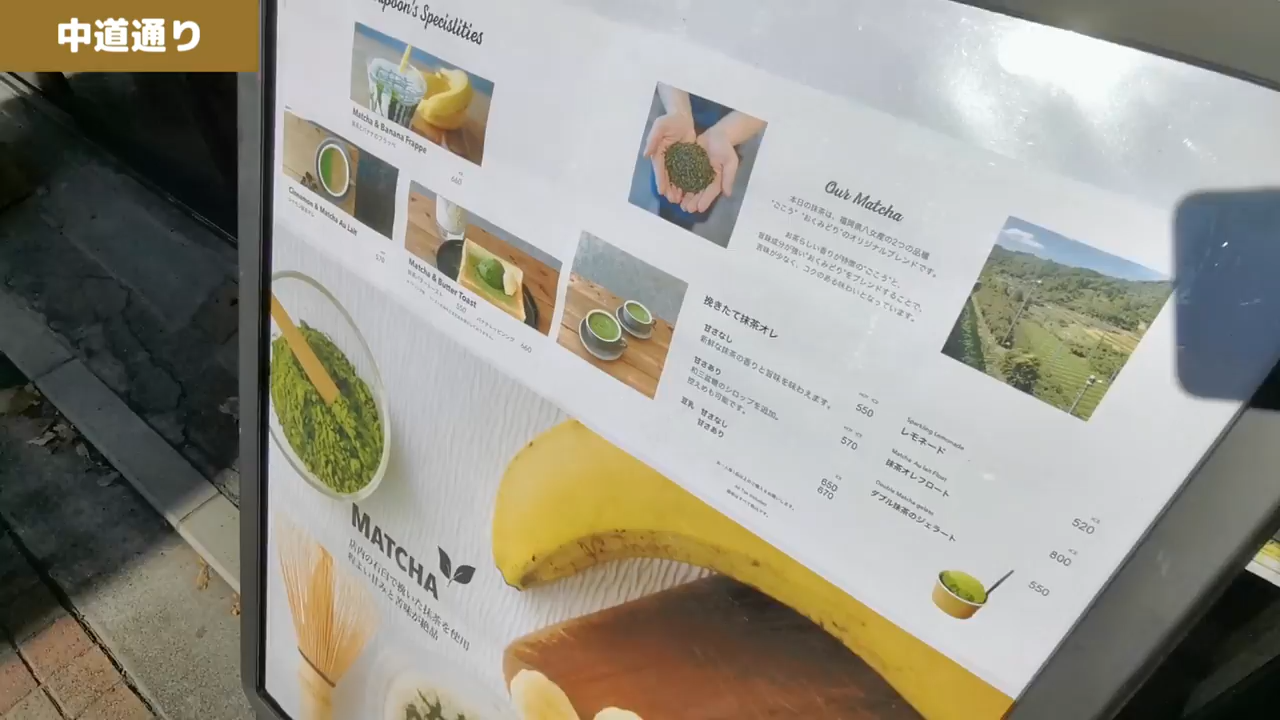 中道通り
poon's Specislities
Matcha & Banana Frappe
660
Cinnamon & Matcha Au Lait
570
Matcha & Butter Toast
550
660
Our Matcha
本日の抹茶は、福岡県八女産の2つの品種
"ごこう" "おくみどり"のオリジナルブレンドです。
お茶らしい香りが特徴の"ごこう"と、
旨味成分が強い"おくみどり"をブレンドすることで、
苦味が少なく、コクのある味わいとなっています。
挽きたて抹茶オレ
甘さなし
新鮮な抹茶の香りと旨味を味わえます。
550
甘さあり
和三盆糖のシロップを追加。
控えめも可能です。
570
豆乳 甘さなし
650
甘さあり
670
Sparkling Lemonade
レモネード
520
Matcha Au lait Float
抹茶オレフロート
800
Double Matcha gelato
ダブル抹茶のジェラート
550
MATCHA
店内の石臼で挽いた抹茶を使用
程よい甘みと苦味が絶品